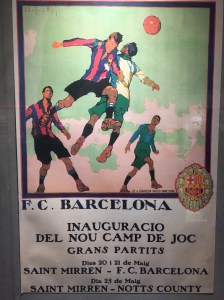 F. C. BARCELONA
INAUGURACIO
DEL NOU CAMP DE JOC
GRANS PARTITS
Dies 20 i 21 de Maig
SAINT MIRREN - F. C. BARCELONA
Dia 23 de Maig
SAINT MIRREN - NOTTS COUNTY